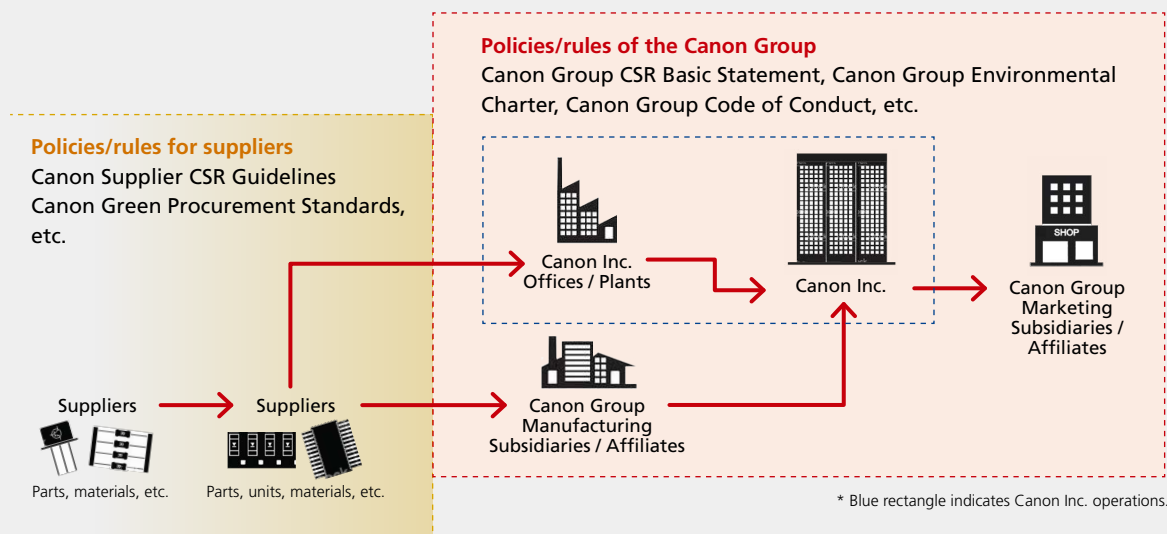 Policies/rules of the Canon Group
Canon Group CSR Basic Statement, Canon Group Environmental
Charter, Canon Group Code of Conduct, etc.
Policies/rules for suppliers
Canon Supplier CSR Guidelines
Canon Green Procurement Standards,
etc.
Canon Inc.
Offices / Plants
Canon Inc.
SHOP
Canon Group
Marketing
Subsidiaries /
Affiliates
Suppliers
Parts, materials, etc.
Suppliers
Parts, units, materials, etc.
Canon Group
Manufacturing
Subsidiaries / Affiliates
* Blue rectangle indicates Canon Inc. operations.